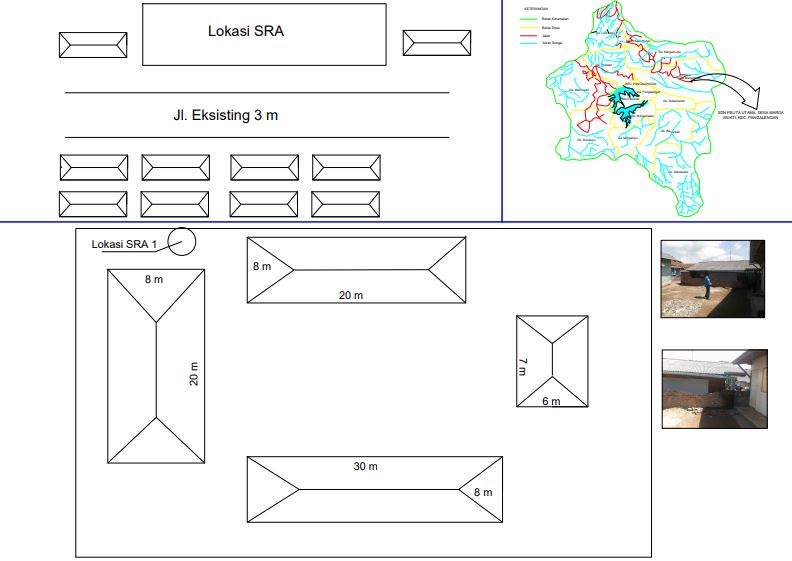 Lokasi SRA
Jl. Eksisting 3 m
KETERANGAN
Batas Kecamatan
Batas Desa
Jalan
Aliran Sungai
SDN PELITA UTAMA, DESA MARGA
MUKTI, KEC. PANGALENGAN
Lokasi SRA 1
8 m
20 m
8 m
20 m
7 m
6 m
30 m
8 m